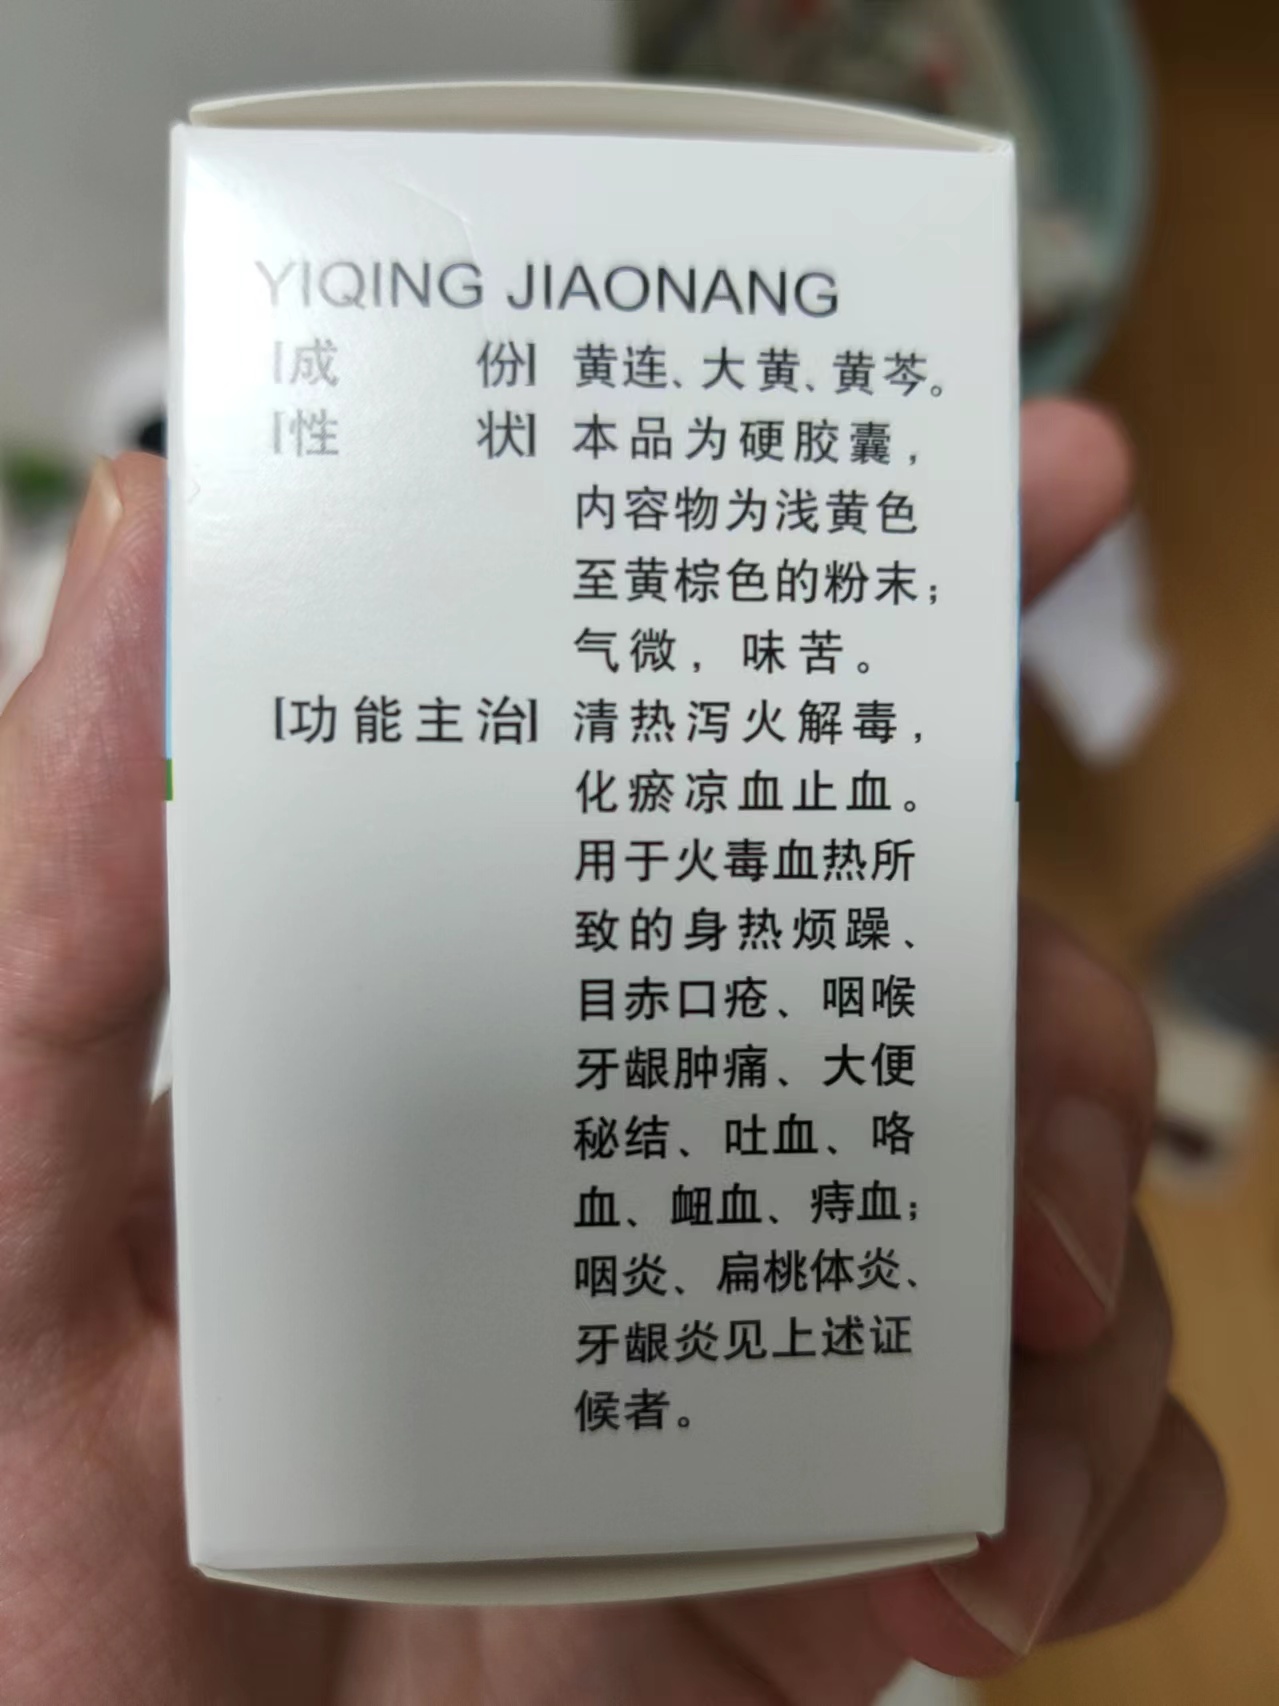 YIQING JIAONANG
[成 份] 黄连、大黄、黄芩。
[性 状] 本品为硬胶囊，
内容物为浅黄色
至黄棕色的粉末；
气微，味苦。
[功能主治] 清热泻火解毒，
化瘀凉血止血。
用于火毒血热所
致的身热烦躁、
目赤口疮、咽喉
牙龈肿痛、大便
秘结、吐血、咯
血、衄血、痔血；
咽炎、扁桃体炎、
牙龈炎见上述证
候者。